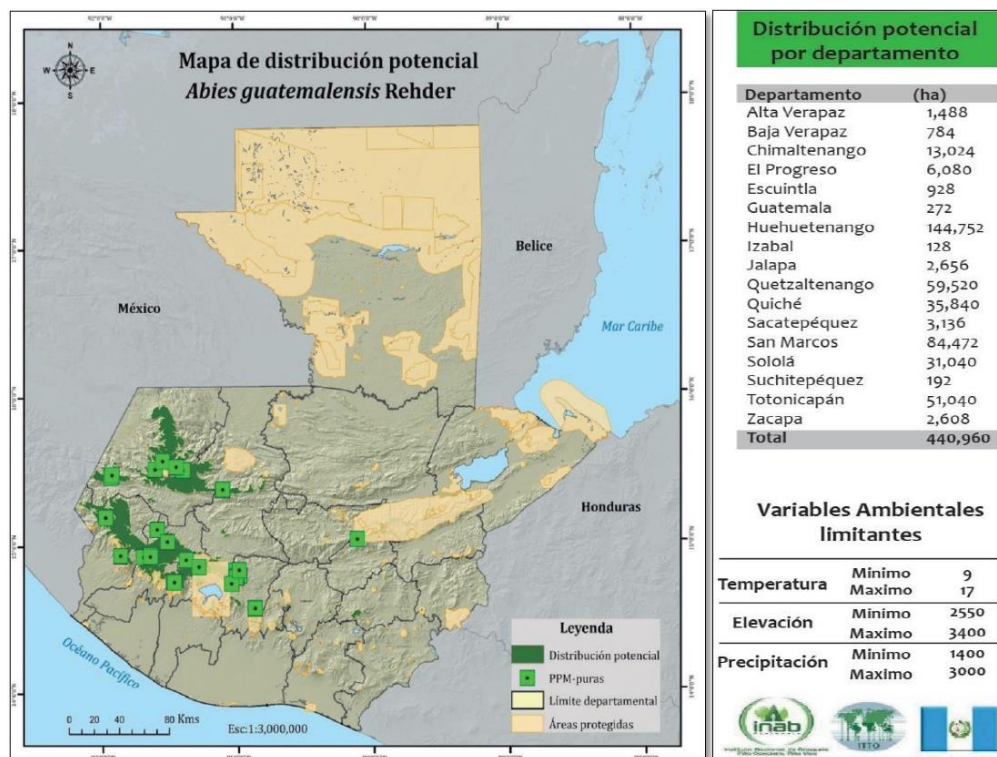 Mapa de distribución potencial
Abies guatemalensis Rehder
N
W
E
S
México
Belice
Mar Caribe
Honduras
Océano Pacífico
0 20 40 80 Kms
Esc:1:3,000,000
Leyenda
Distribución potencial
PPM-puras
Límite departamental
Áreas protegidas
Distribución potencial
por departamento
Departamento (ha)
Alta Verapaz 1,488
Baja Verapaz 784
Chimaltenango 13,024
El Progreso 6,080
Escuintla 928
Guatemala 272
Huehuetenango 144,752
Izabal 128
Jalapa 2,656
Quetzaltenango 59,520
Quiché 35,840
Sacatepéquez 3,136
San Marcos 84,472
Sololá 31,040
Suchitepéquez 192
Totonicapán 51,040
Zacapa 2,608
Total 440,960
Variables Ambientales
limitantes
Temperatura Mínimo 9
Maximo 17
Elevación Mínimo 2550
Maximo 3400
Precipitación Mínimo 1400
Maximo 3000
inab
ITTO